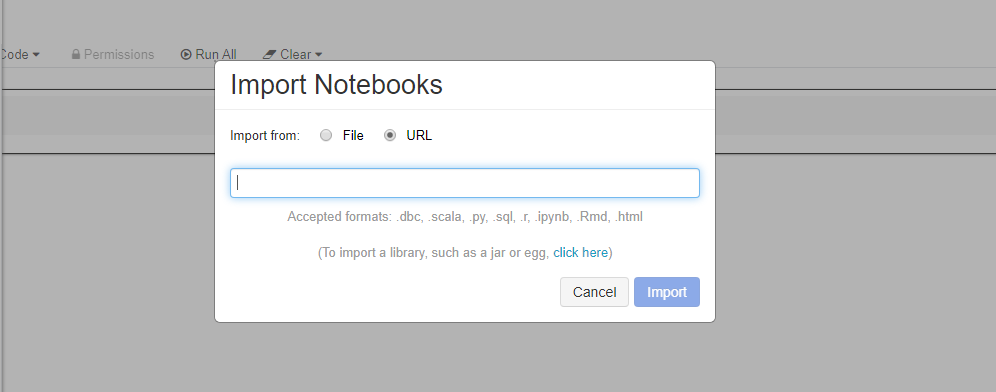 Code Permissions Run All Clear
Import Notebooks
Import from: File URL
Accepted formats: .dbc, .scala, .py, .sql, .r, .ipynb, .Rmd, .html
(To import a library, such as a jar or egg, click here)
Cancel Import